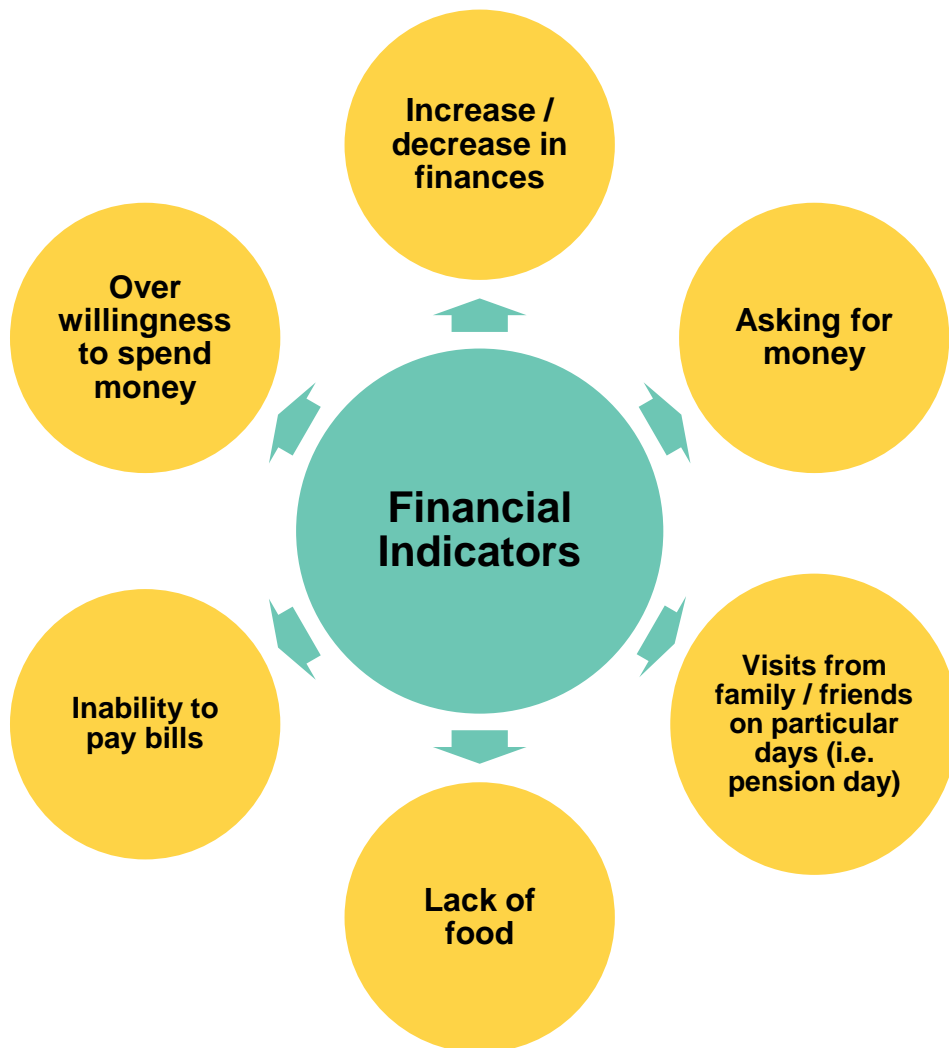 Increase /
decrease in
finances
Over
willingness
to spend
money
Asking for
money
Financial
Indicators
Inability to
pay bills
Visits from
family / friends
on particular
days (i.e.
pension day)
Lack of
food